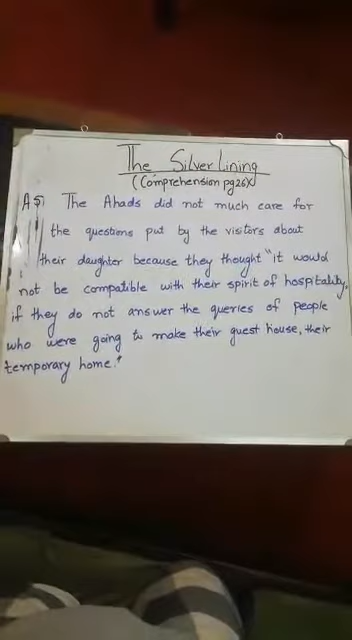 The Silver Lining
(Comprehension pg26)
A5) The Ahads did not much care for
the questions put by the visitors about
their daughter because they thought "it would
not be compatible with their spirit of hospitality,
if they do not answer the queries of people
who were going to make their guest house, their
temporary home."